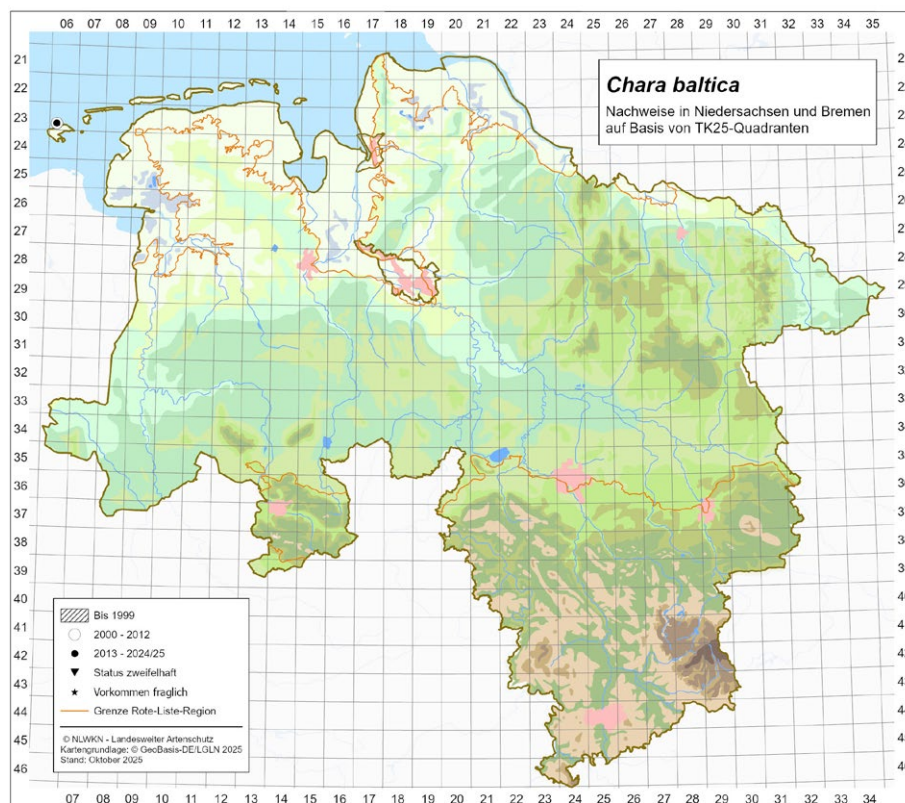 06 07 08 09 10 11 12 13 14 15 16 17 18 19 20 21 22 23 24 25 26 27 28 29 30 31 32 33 34 35
21
22
23
24
25
26
27
28
29
30
31
32
33
34
35
36
37
38
39
40
41
42
43
44
45
46
Chara baltica
Nachweise in Niedersachsen und Bremen
auf Basis von TK25-Quadranten
Bis 1999
2000 - 2012
2013 - 2024/25
Status zweifelhaft
Vorkommen fraglich
Grenze Rote-Liste-Region
© NLWKN - Landesweiter Artenschutz
Kartengrundlage: © GeoBasis-DE/LGLN 2025
Stand: Oktober 2025
07 08 09 10 11 12 13 14 15 16 17 18 19 20 21 22 23 24 25 26 27 28 29 30 31 32 33 34